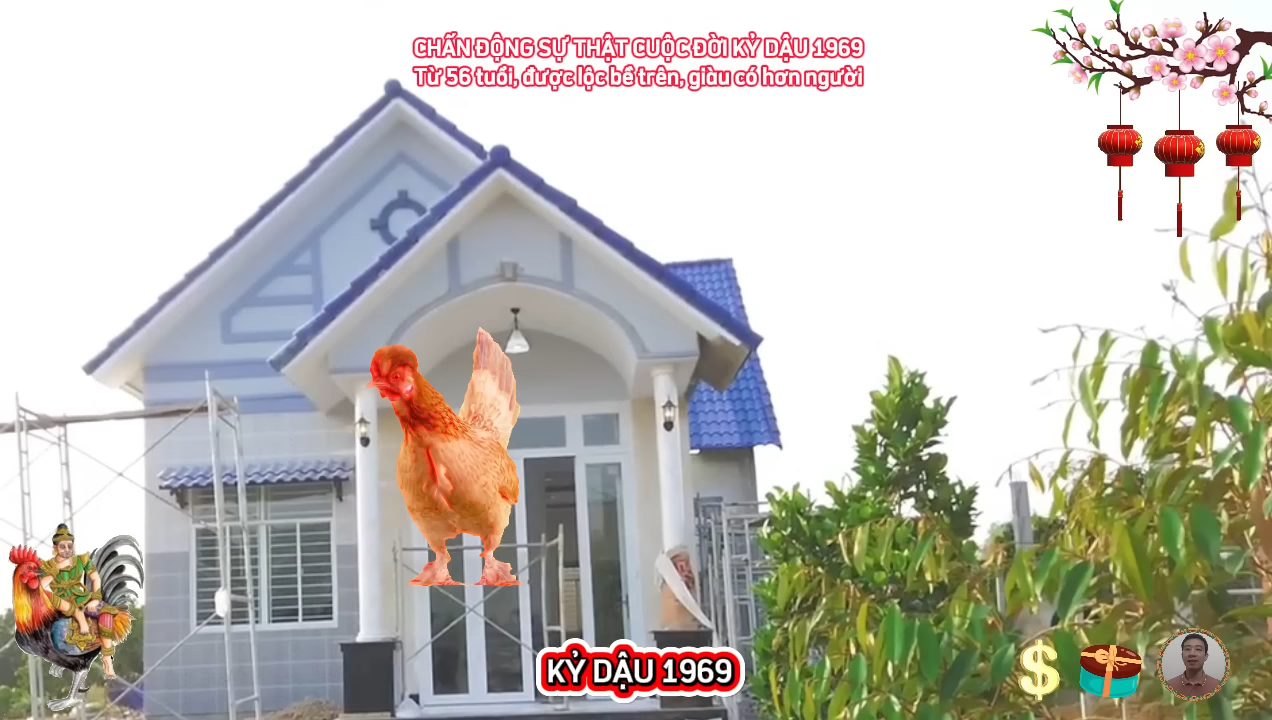 CHẤN ĐỘNG SỰ THẬT CUỘC ĐỜI KỶ DẬU 1969
Từ 56 tuổi, được lộc bề trên, giàu có hơn người
KỶ DẬU 1969